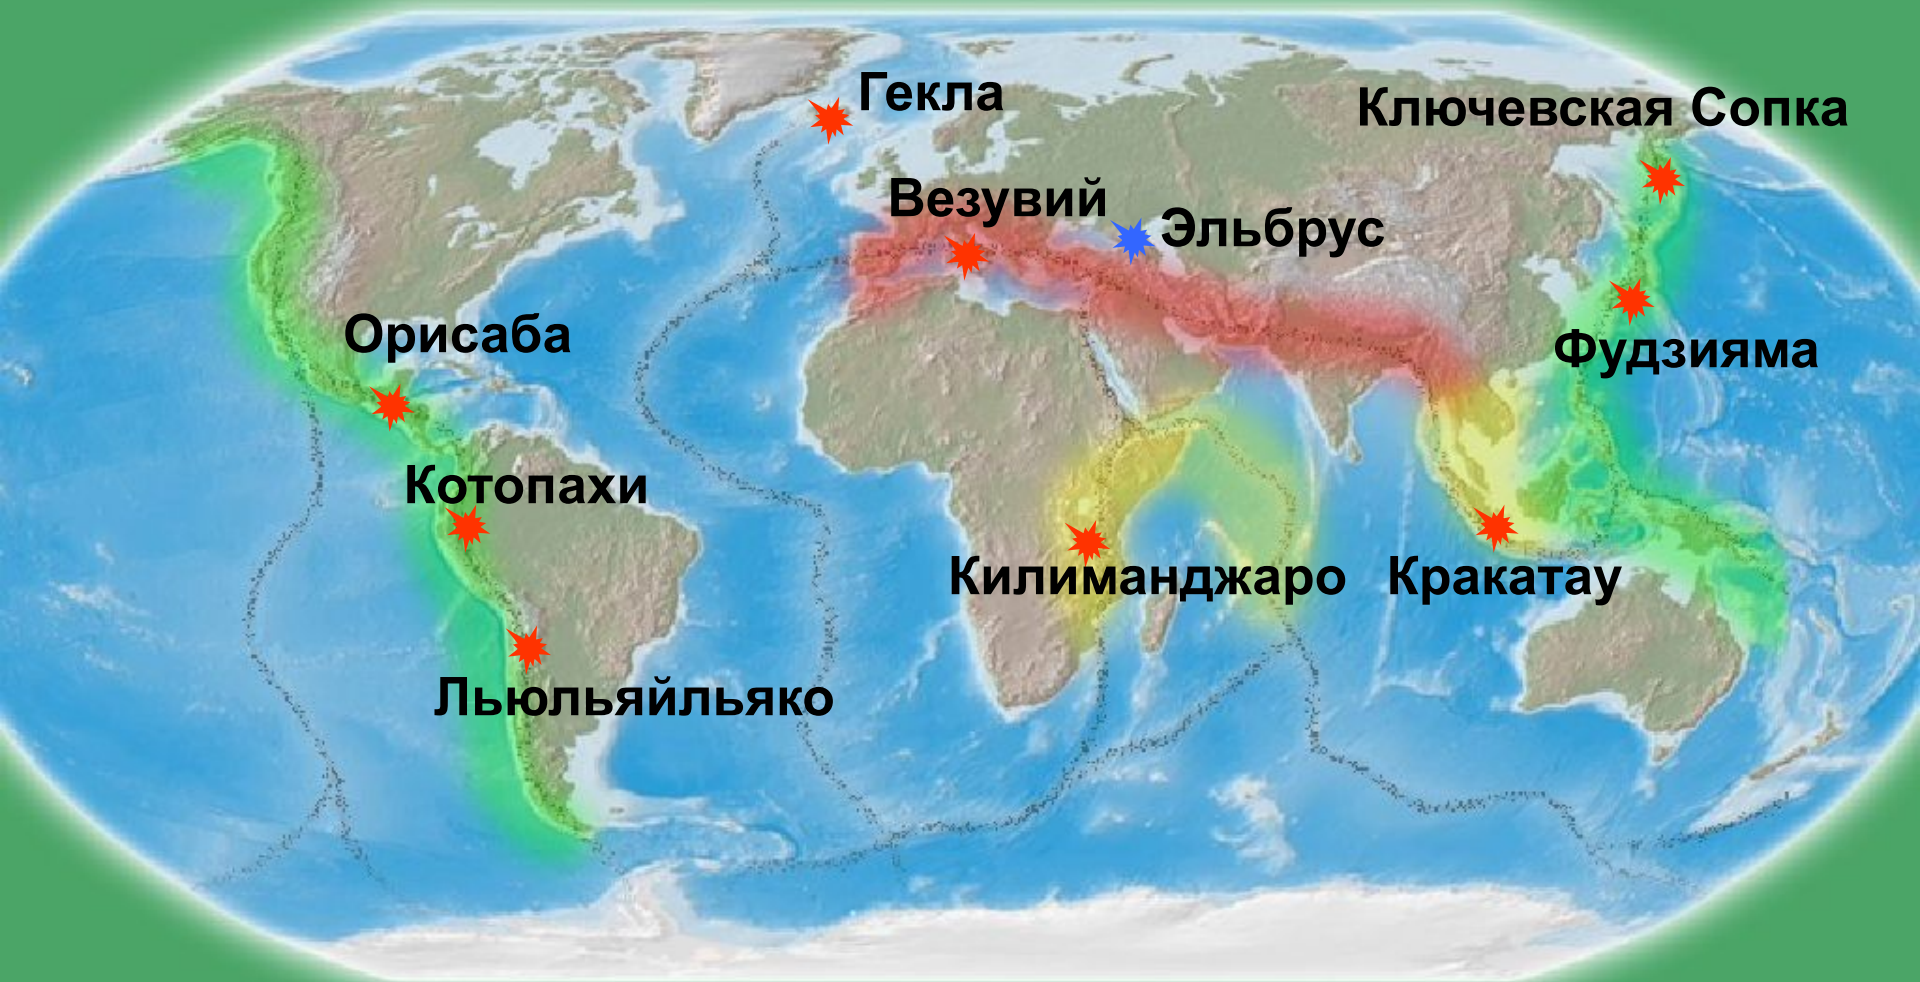 Гекла
Ключевская Сопка
Везувий
Эльбрус
Орисаба
Фудзияма
Котопахи
Килиманджаро
Кракатау
Льюльяйльяко